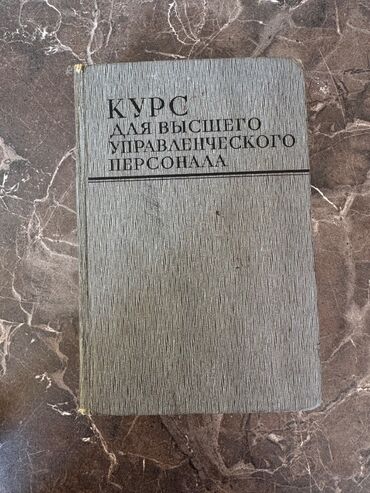 КУРС
ДЛЯ ВЫСШЕГО
УПРАВЛЕНЧЕСКОГО
ПЕРСОНАЛА